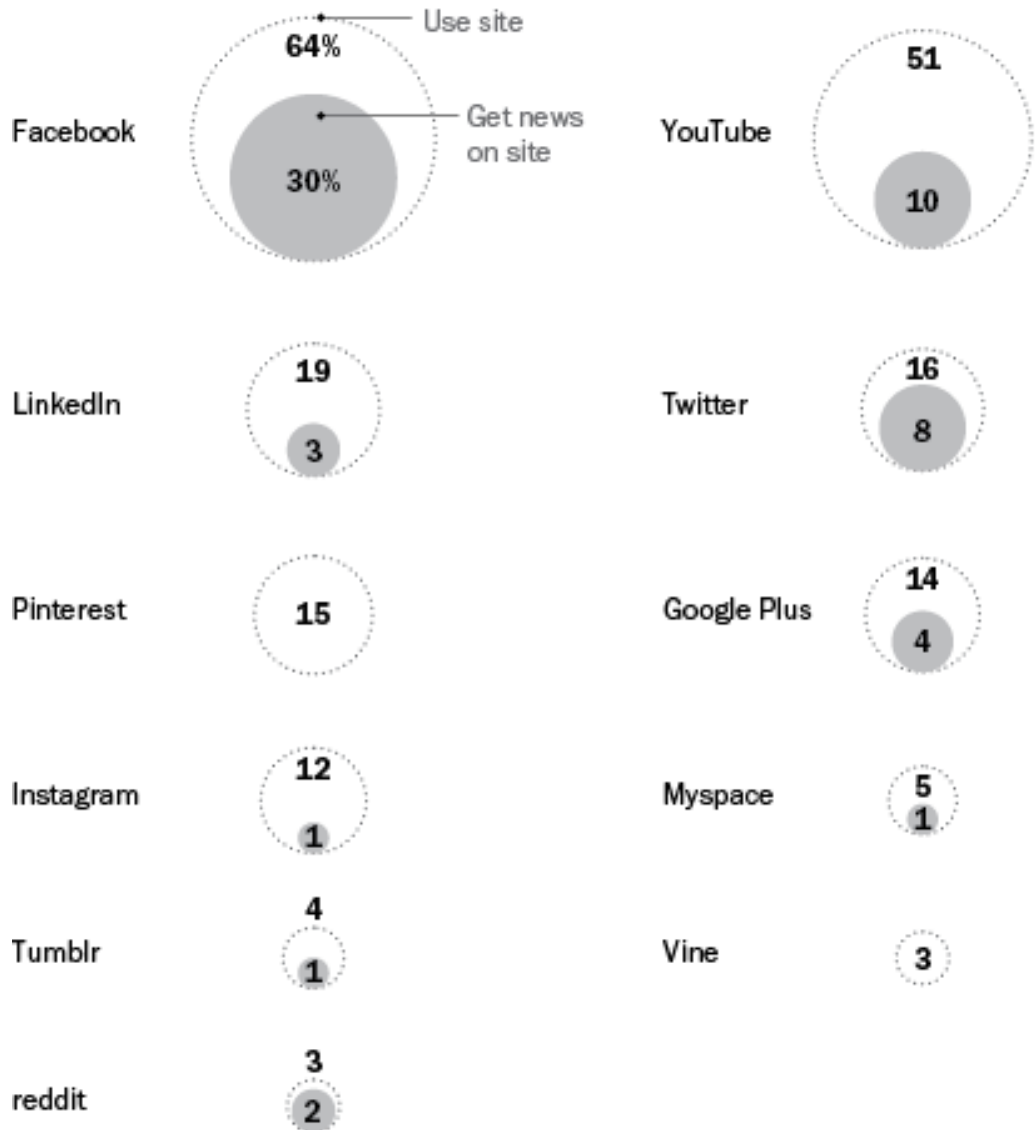 Use site
64%
51
Facebook
Get news
on site
YouTube
30%
10
19
16
LinkedIn
Twitter
3
8
14
Pinterest
15
Google Plus
4
12
5
Instagram
Myspace
1
1
4
Tumblr
Vine
3
1
3
reddit
2